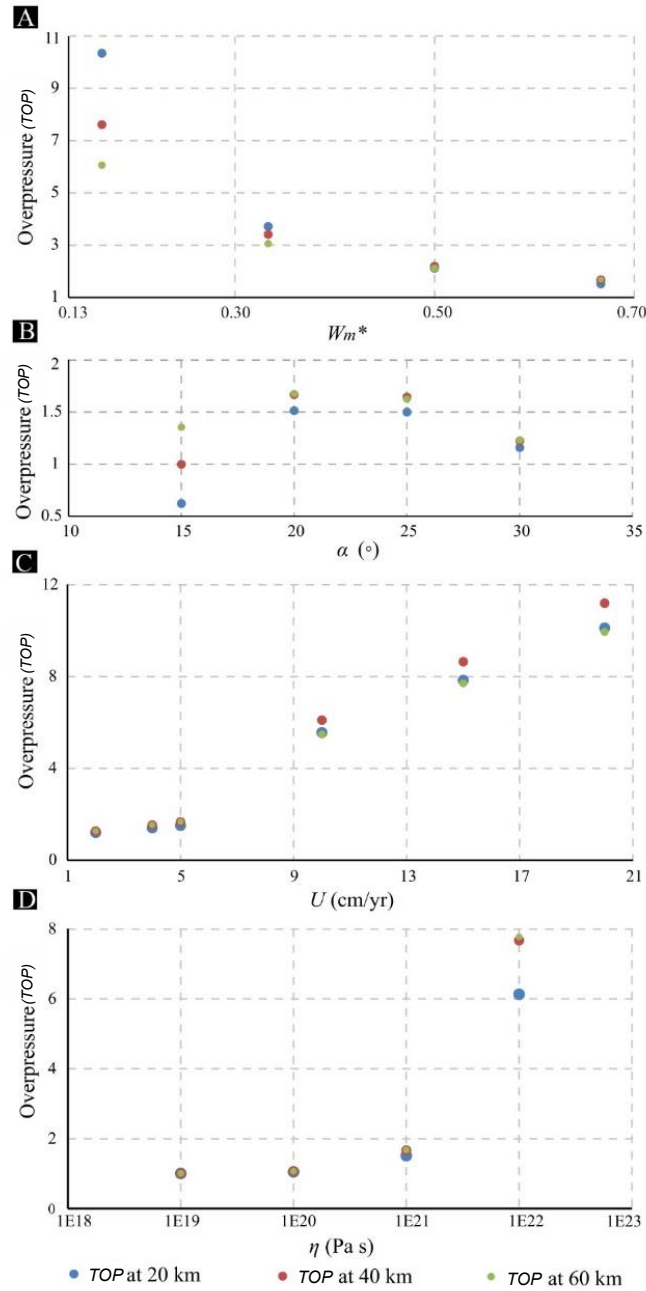 A
Overpressure (TOP)
11
9
7
5
3
1
0.13 0.30 0.50 0.70
Wm*
B
Overpressure (TOP)
2
1.5
1
0.5
10 15 20 25 30 35
α (°)
C
Overpressure (TOP)
12
8
4
0
1 5 9 13 17 21
U (cm/yr)
D
Overpressure (TOP)
8
6
4
2
0
1E18 1E19 1E20 1E21 1E22 1E23
η (Pa s)
TOP at 20 km TOP at 40 km TOP at 60 km